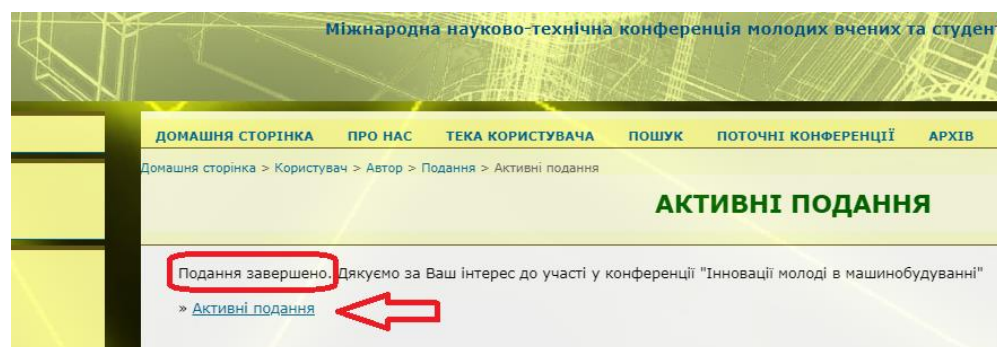 Міжнародна науково-технічна конференція молодих вчених та
ДОМАШНЯ СТОРІНКА ПРО НАС ТЕКА КОРИСТУВАЧА ПОШУК ПОТОЧНІ КОНФЕРЕНЦІЇ АРХІВ
Домашня сторінка > Користувач > Автор > Подання > Активні подання
АКТИВНІ ПОДАННЯ
Подання завершено. Дякуємо за Ваш інтерес до участі у конференції "Інновації молоді в машинобудуванні"
» Активні подання